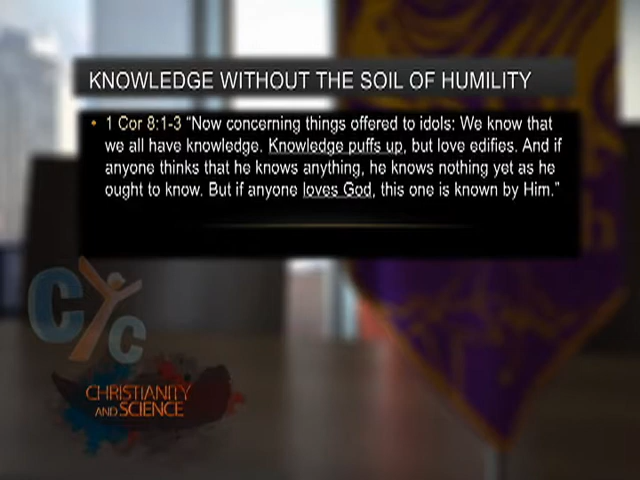 KNOWLEDGE WITHOUT THE SOIL OF HUMILITY
• 1 Cor 8:1-3 “Now concerning things offered to idols: We know that
we all have knowledge. Knowledge puffs up, but love edifies. And if
anyone thinks that he knows anything, he knows nothing yet as he
ought to know. But if anyone loves God, this one is known by Him.”
CYC
CHRISTIANITY
AND SCIENCE